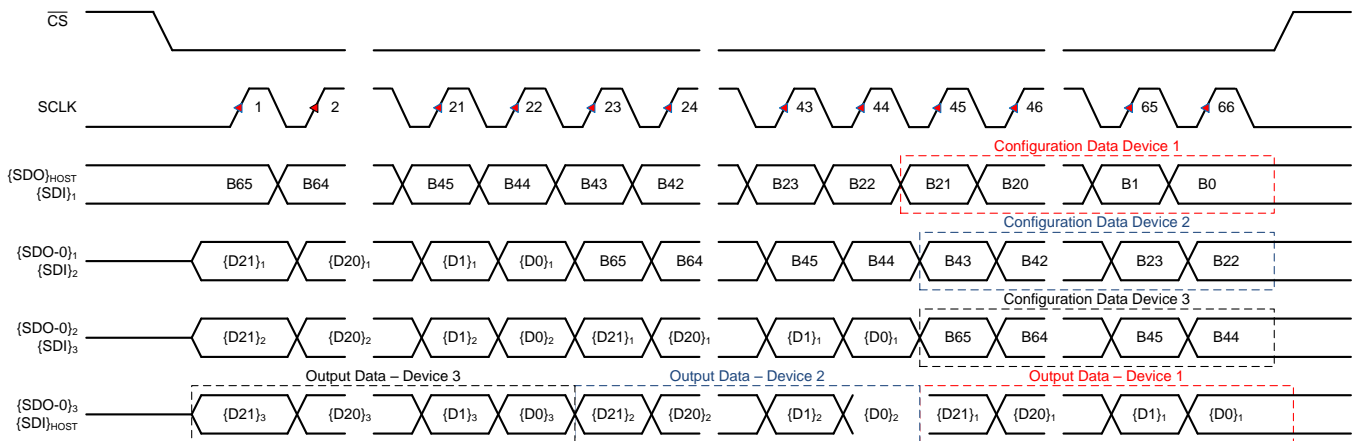 CS
SCLK 1 2 21 22 23 24 43 44 45 46 65 66
Configuration Data Device 1
{SDO}HOST
{SDI}1
B65 B64 B45 B44 B43 B42 B23 B22 B21 B20 B1 B0
Configuration Data Device 2
{SDO-0}1
{SDI}2
{D21}1 {D20}1 {D1}1 {D0}1 B65 B64 B45 B44 B43 B42 B23 B22
Configuration Data Device 3
{SDO-0}2
{SDI}3
{D21}2 {D20}2 {D1}2 {D0}2 {D21}1 {D20}1 {D1}1 {D0}1 B65 B64 B45 B44
Output Data – Device 3 Output Data – Device 2 Output Data – Device 1
{SDO-0}3
{SDI}HOST
{D21}3 {D20}3 {D1}3 {D0}3 {D21}2 {D20}2 {D1}2 {D0}2 {D21}1 {D20}1 {D1}1 {D0}1